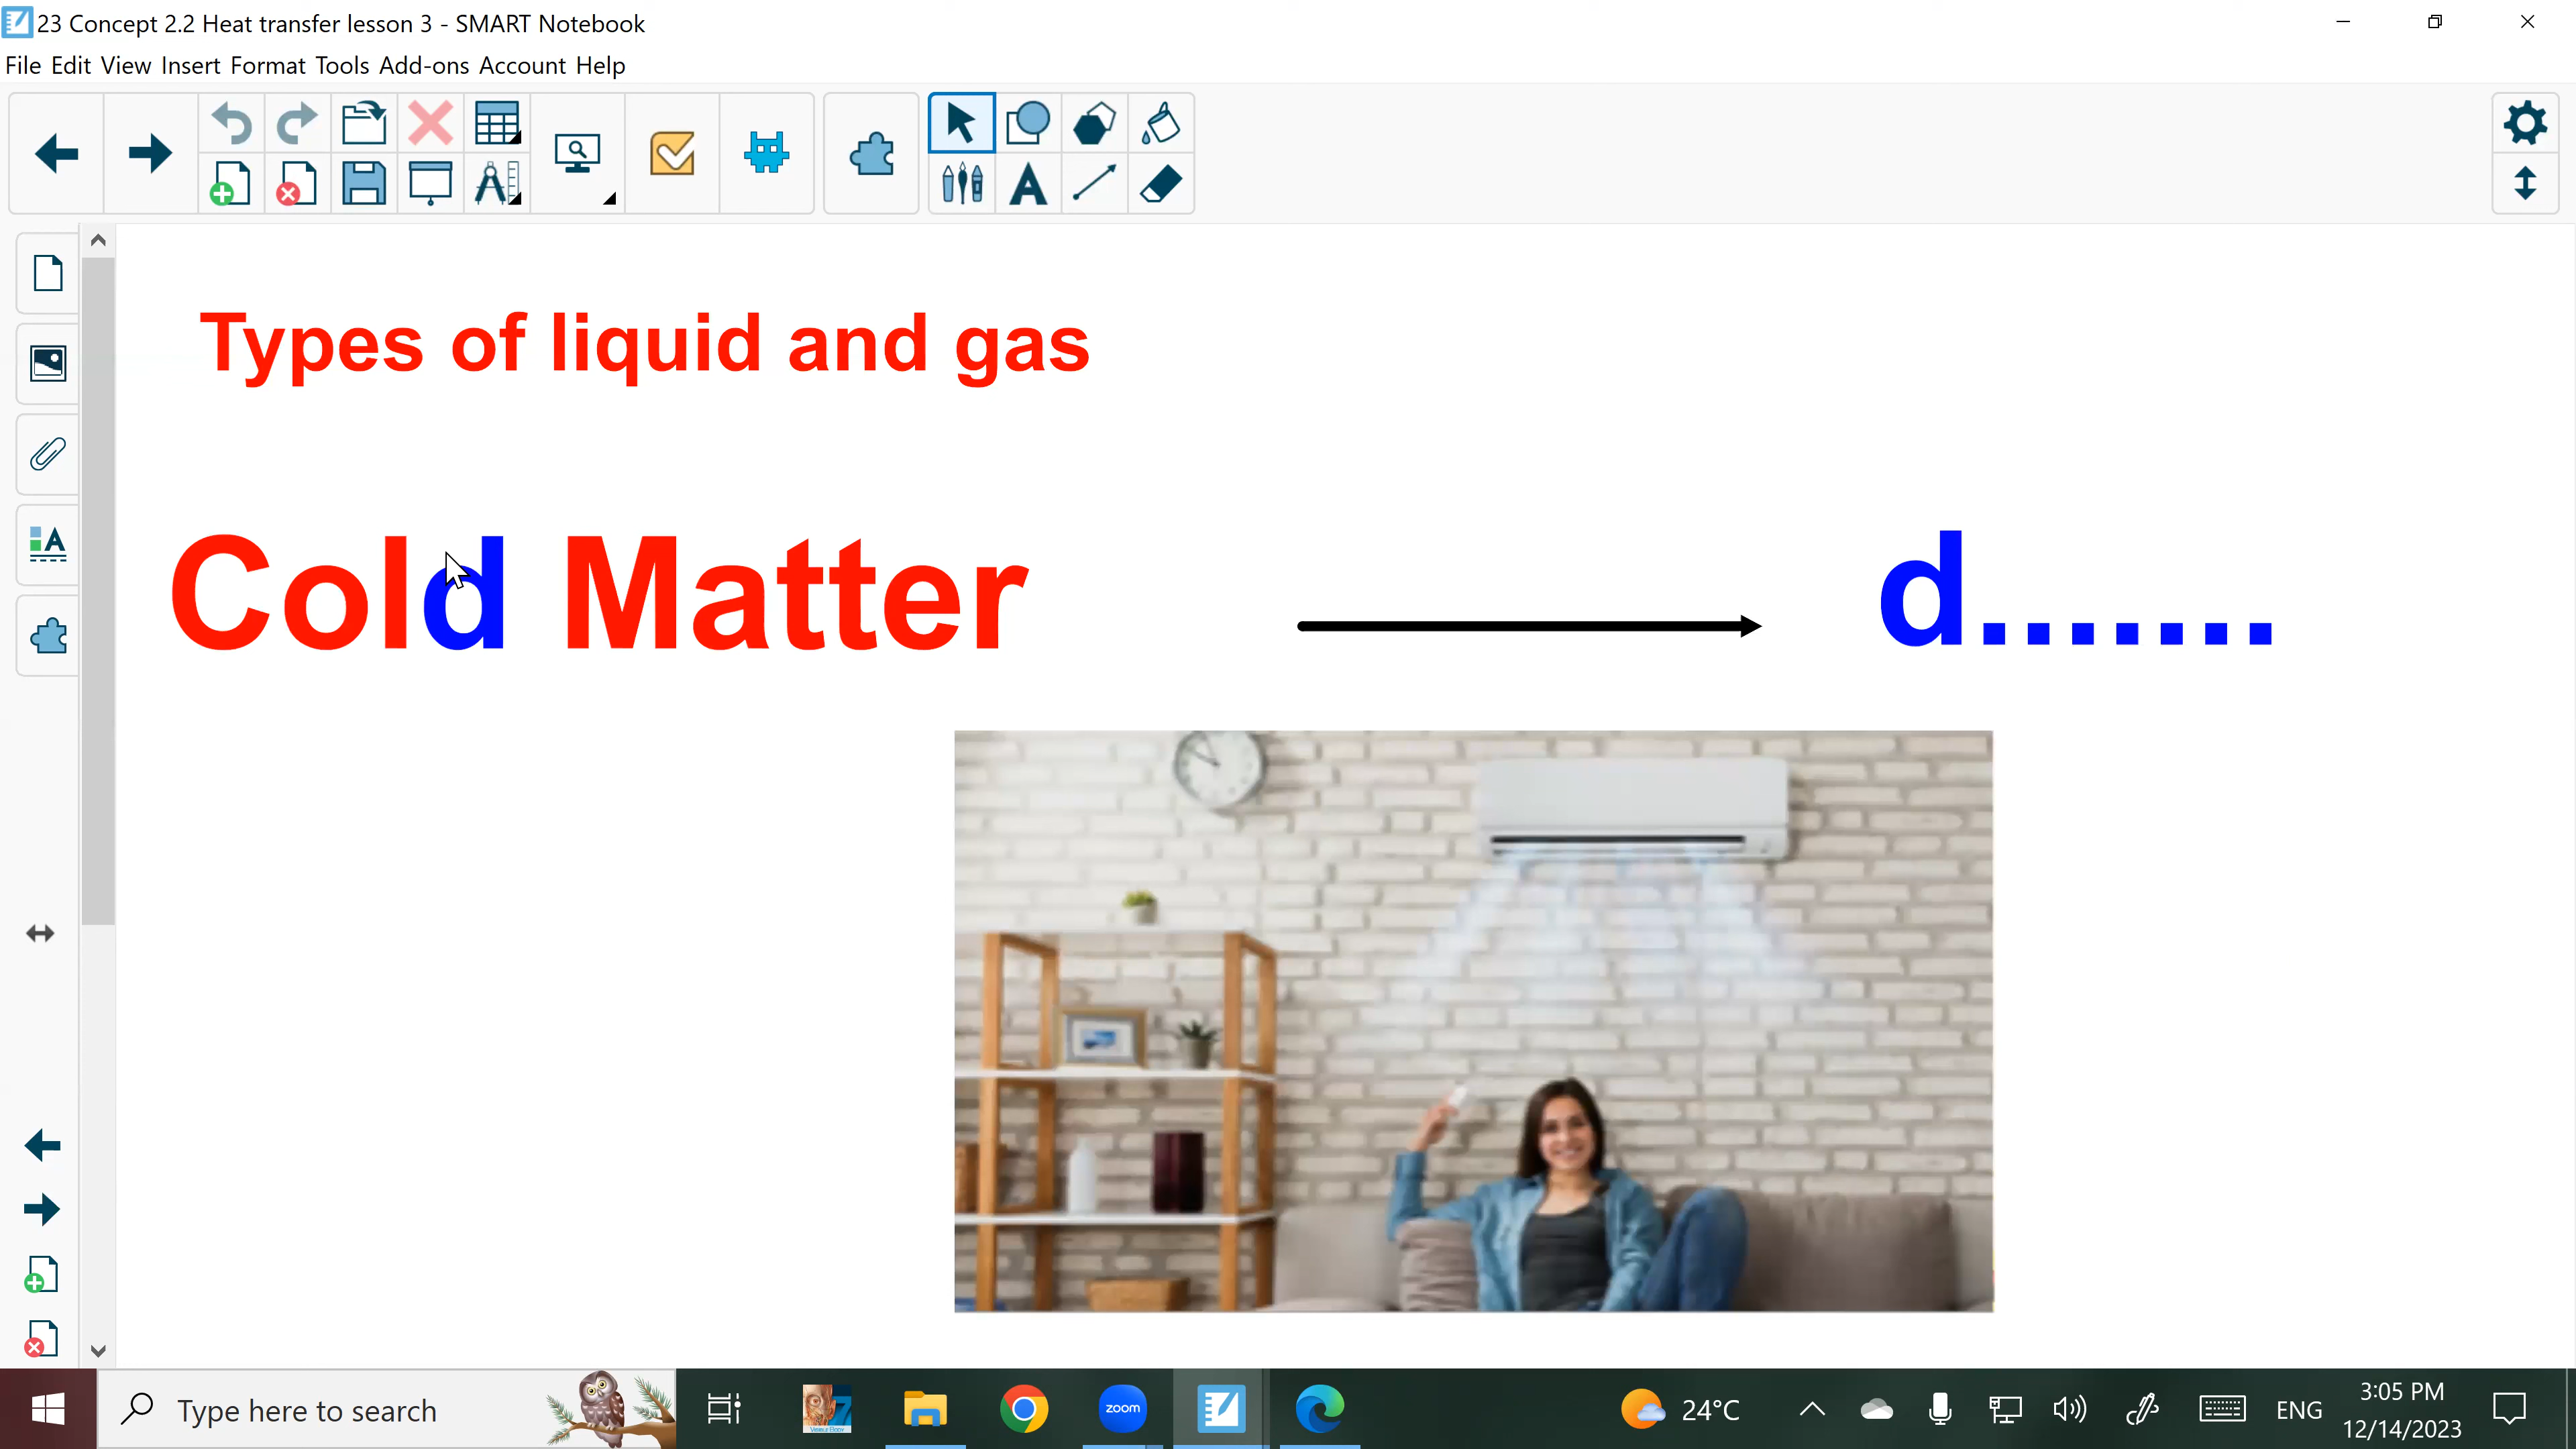 23 Concept 2.2 Heat transfer lesson 3 - SMART Notebook
File Edit View Insert Format Tools Add-ons Account Help
Types of liquid and gas
Cold Matter
d.......
Type here to search
zoom
24°C
ENG
3:05 PM
12/14/2023